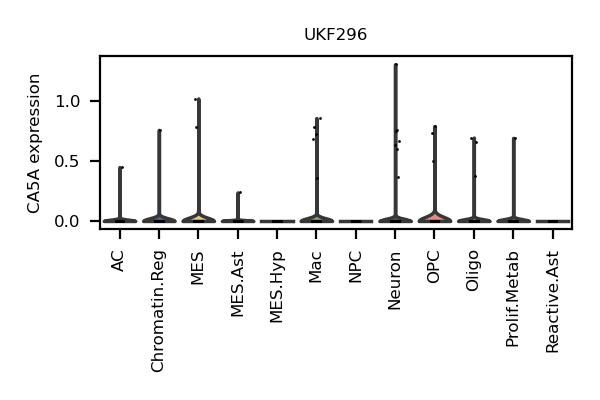 UKF296
CA5A expression
1.0
0.5
0.0
AC
Chromatin.Reg
MES
MES.Ast
MES.Hyp
Mac
NPC
Neuron
OPC
Oligo
Prolif.Metab
Reactive.Ast